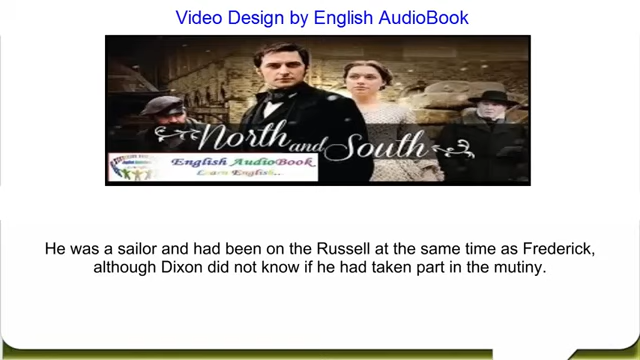 Video Design by English AudioBook
North and South
English AudioBook
Learn English...
He was a sailor and had been on the Russell at the same time as Frederick,
although Dixon did not know if he had taken part in the mutiny.